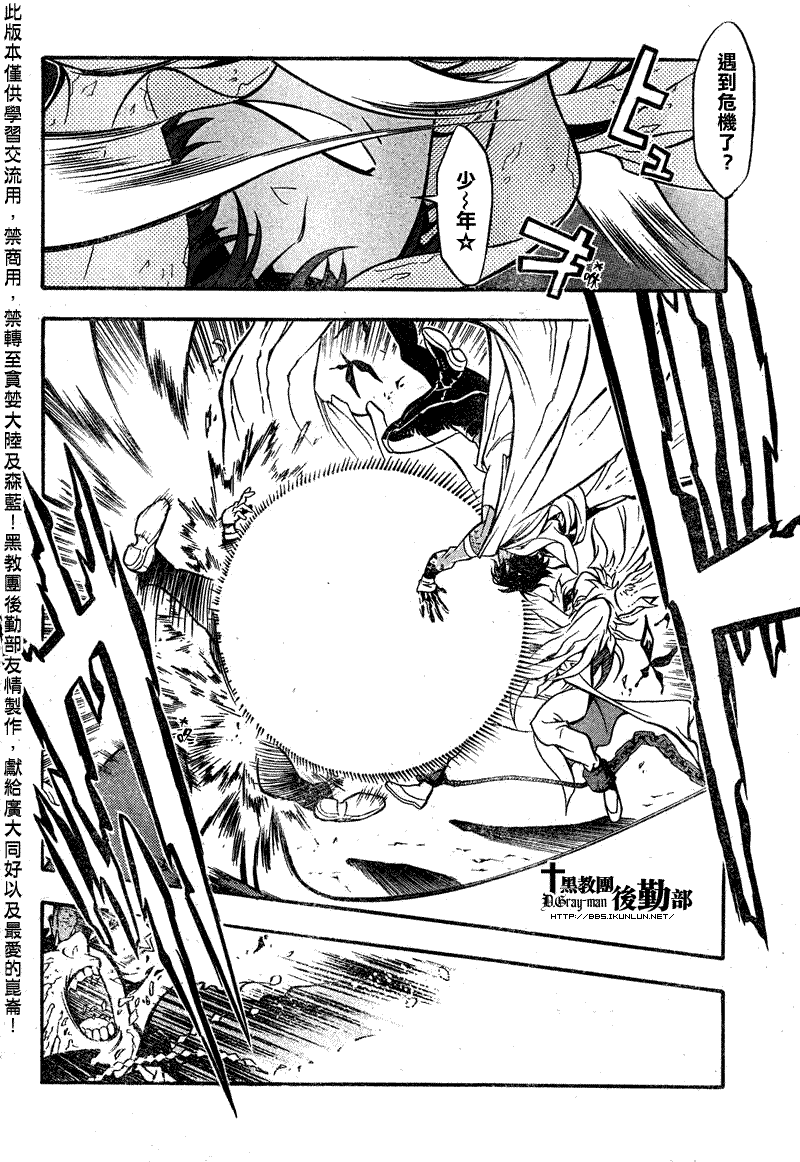 遇到危機了？
少～年☆
ヒュ
キ
咻
咻
此版本僅供學習交流用，禁商用，禁轉至貪婪大陸及森藍！黑教團後勤部友情製作，獻給廣大同好以及最愛的崑崙！
黑教團
D.Gray-man 後勤部
HTTP://BBS.IKUNLUN.NET/